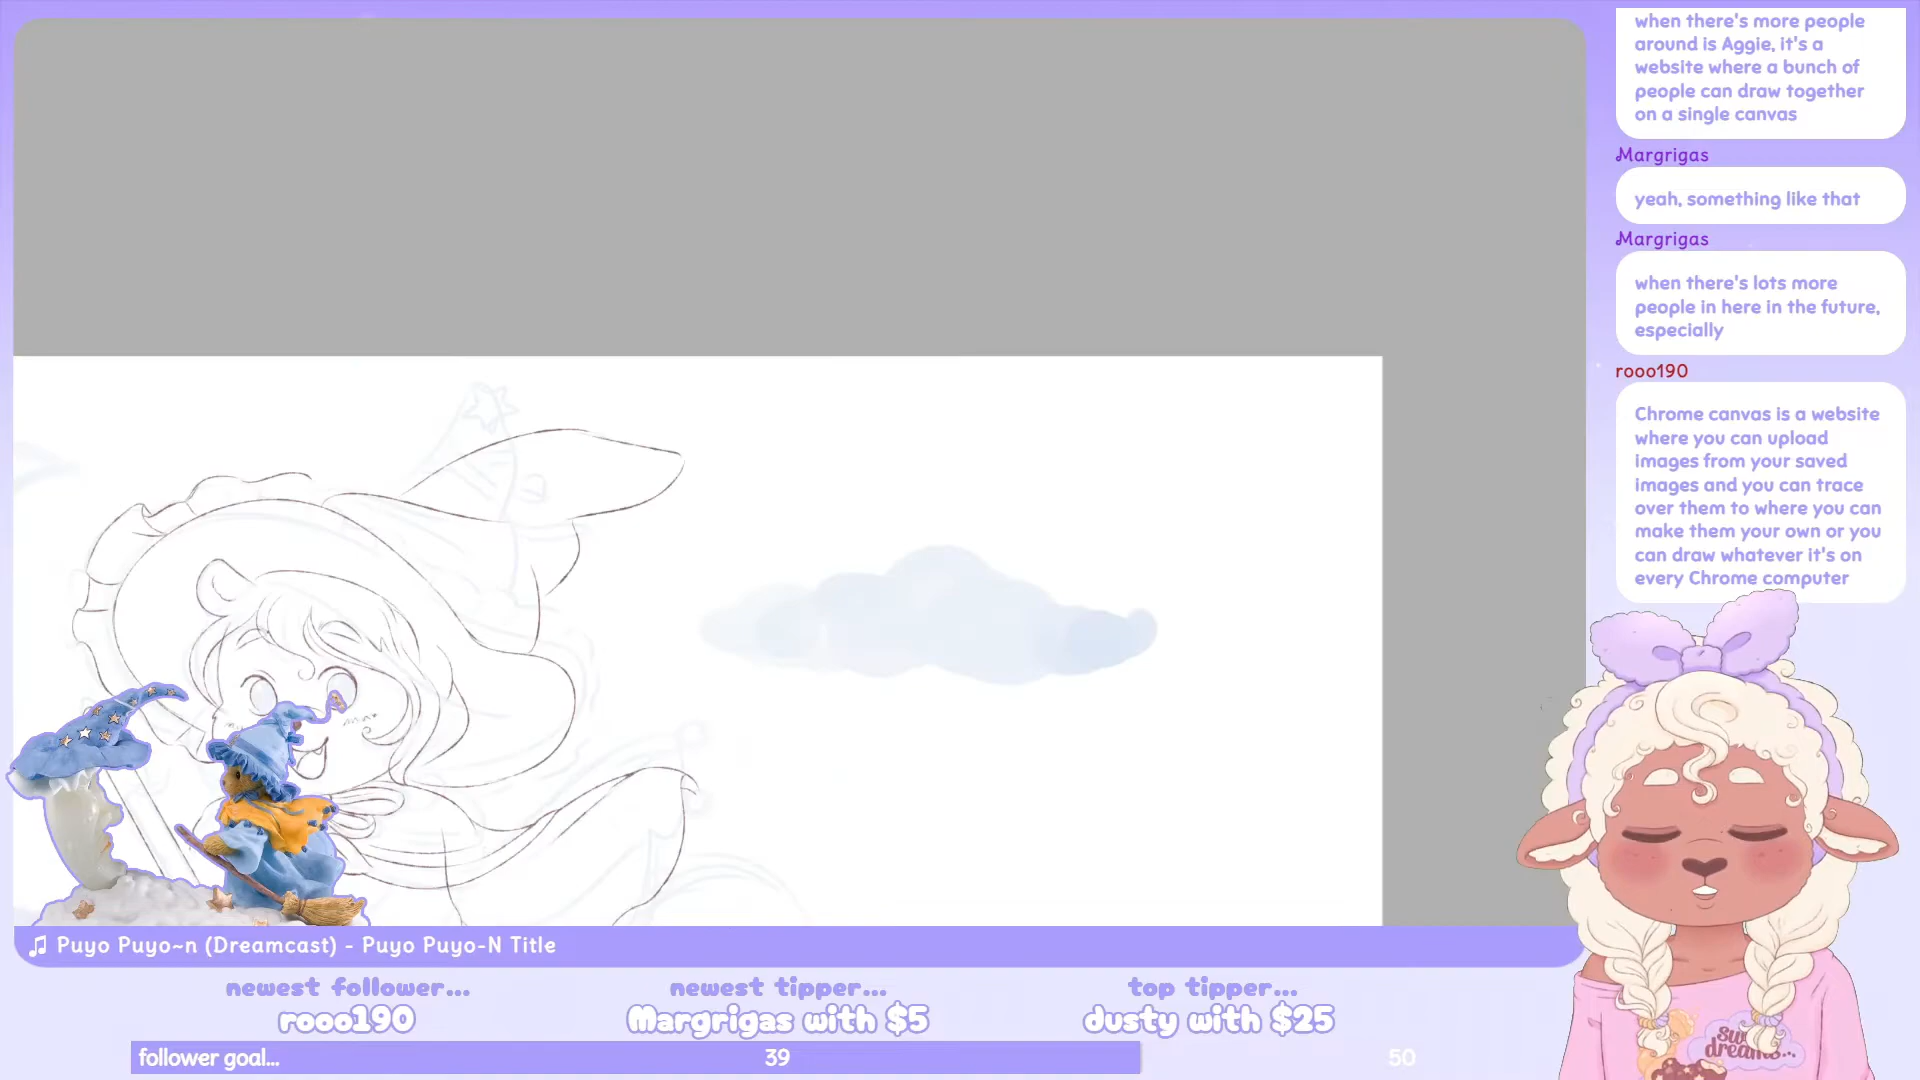 when there's more people
around is Aggie, it's a
website where a bunch of
people can draw together
on a single canvas
Margrigas
yeah, something like that
Margrigas
when there's lots more
people in here in the future,
especially
rooo190
Chrome canvas is a website
where you can upload
images from your saved
images and you can trace
over them to where you can
make them your own or you
can draw whatever it's on
every Chrome computer
Puyo Puyo~n (Dreamcast) - Puyo Puyo-N Title
newest follower...
rooo190
newest tipper...
Margrigas with $5
top tipper...
dusty with $25
follower goal...
39
50
dreams...